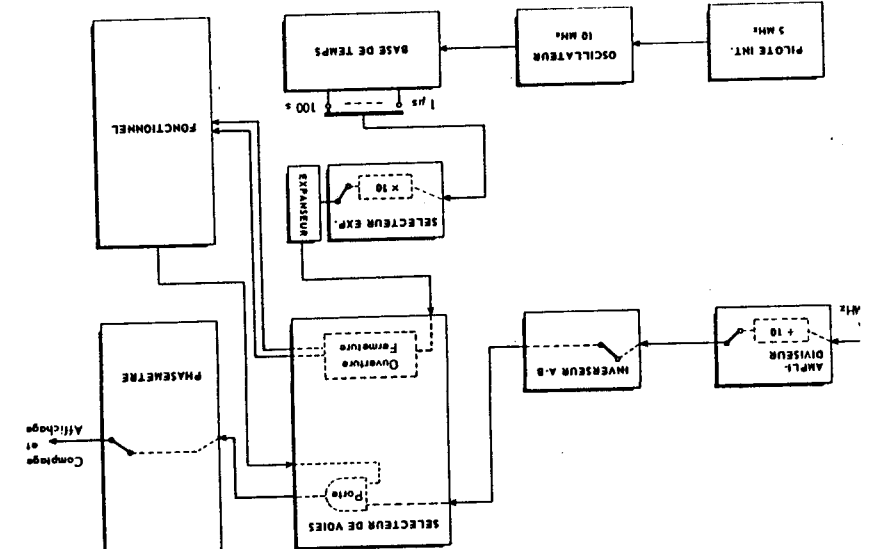 SELECTEUR DE VOIES
Porte
Comptage
et
Affichage
AMPLI-
DIVISEUR
÷ 10
MHz
INVERSEUR A-B
Ouverture
Fermeture
PHASEMETRE
SELECTEUR EXP.
× 10
EXPANSEUR
FONCTIONNEL
1 µs
100 s
PILOTE INT.
5 MHz
OSCILLATEUR
10 MHz
BASE DE TEMPS